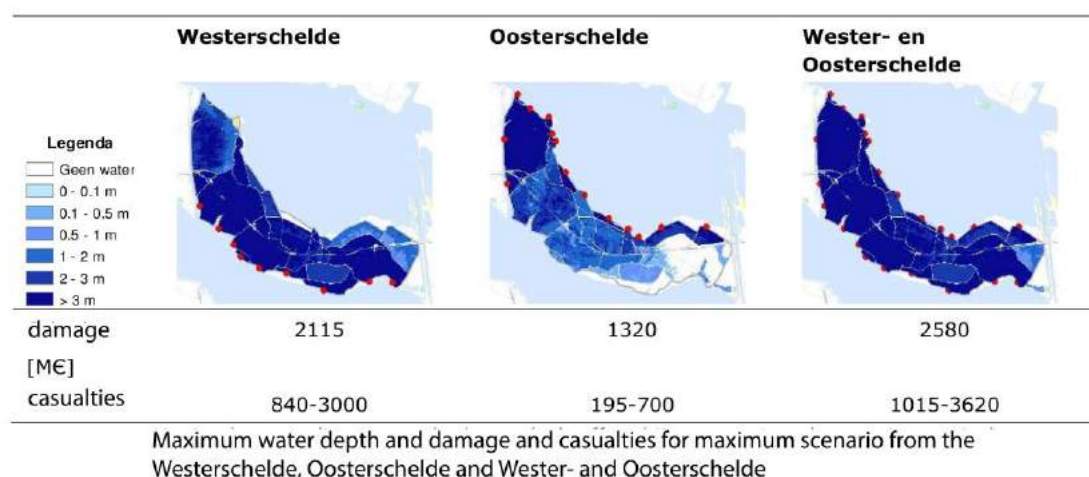 Westerschelde
Oosterschelde
Wester- en
Oosterschelde
Legenda
Geen water
0 - 0.1 m
0.1 - 0.5 m
0.5 - 1 m
1 - 2 m
2 - 3 m
> 3 m
damage 2115 1320 2580
[M€]
casualties 840-3000 195-700 1015-3620
Maximum water depth and damage and casualties for maximum scenario from the
Westerschelde, Oosterschelde and Wester- and Oosterschelde